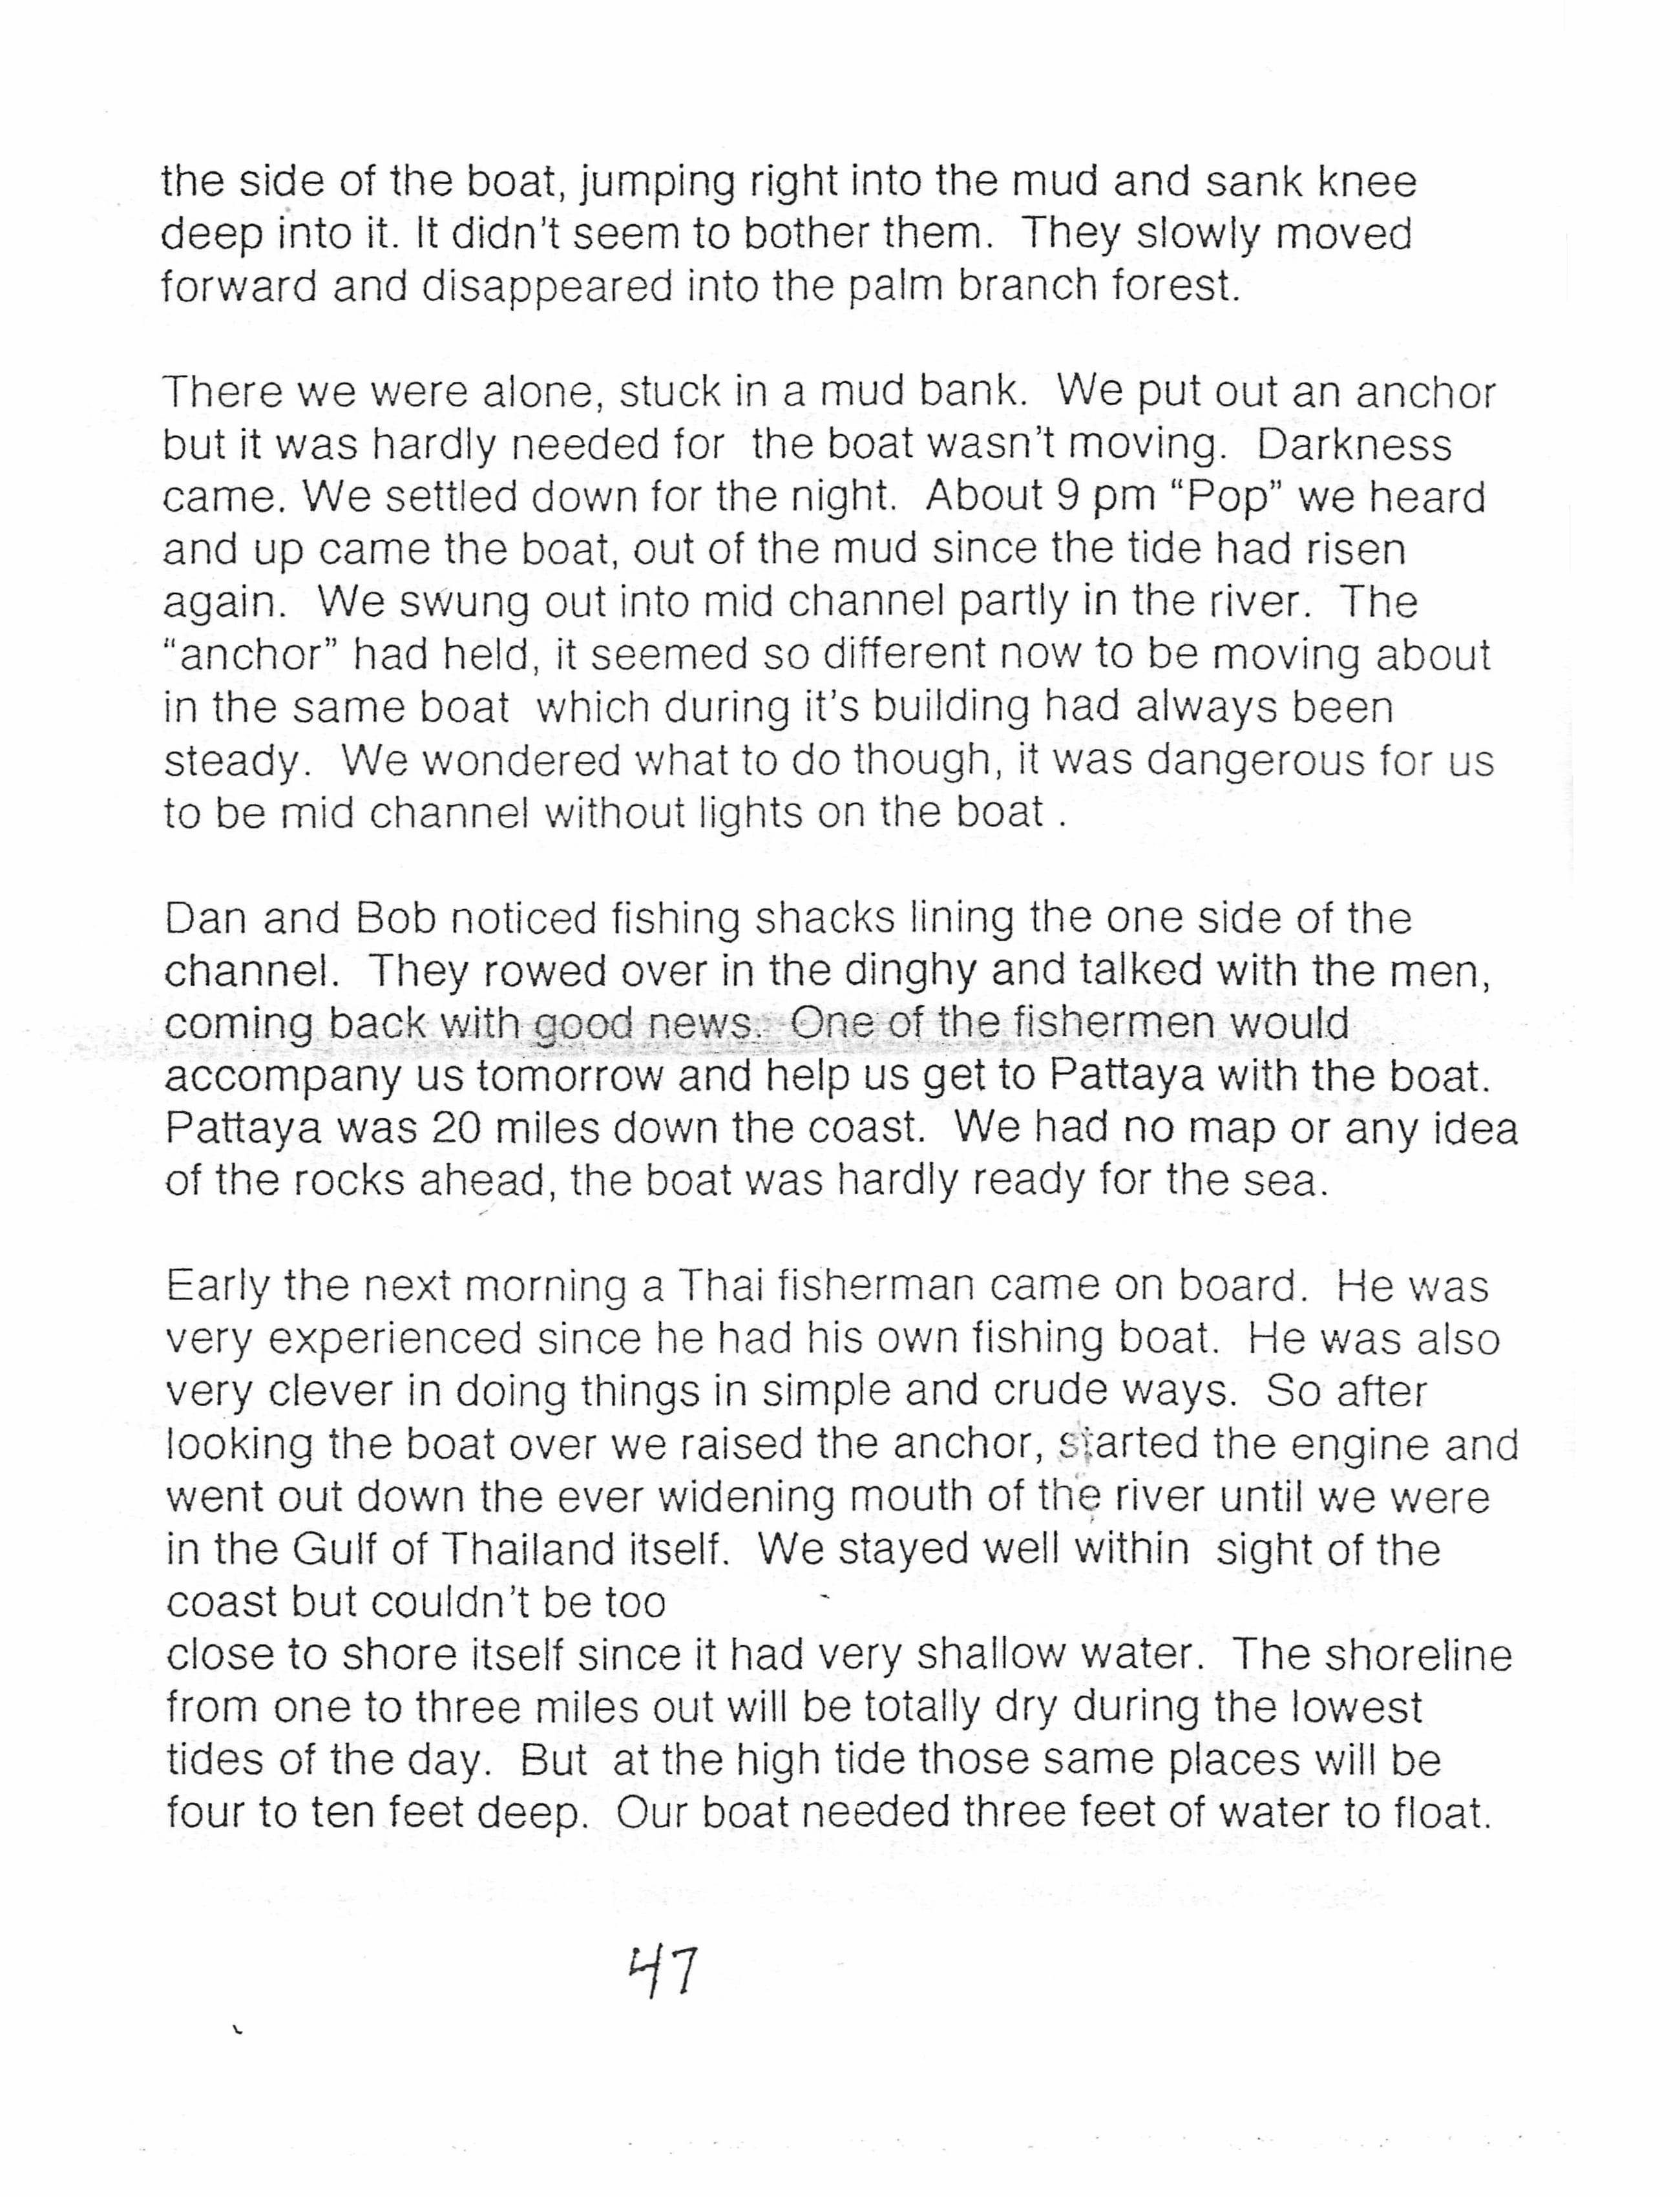 the side of the boat, jumping right into the mud and sank knee
deep into it. It didn't seem to bother them.  They slowly moved
forward and disappeared into the palm branch forest.

There we were alone, stuck in a mud bank.  We put out an anchor
but it was hardly needed for  the boat wasn't moving.  Darkness
came. We settled down for the night.  About 9 pm “Pop” we heard
and up came the boat, out of the mud since the tide had risen
again.  We swung out into mid channel partly in the river.  The
“anchor” had held, it seemed so different now to be moving about
in the same boat  which during it's building had always been
steady.  We wondered what to do though, it was dangerous for us
to be mid channel without lights on the boat .

Dan and Bob noticed fishing shacks lining the one side of the
channel.  They rowed over in the dinghy and talked with the men,
coming back with good news.  One of the fishermen would
accompany us tomorrow and help us get to Pattaya with the boat.
Pattaya was 20 miles down the coast.  We had no map or any idea
of the rocks ahead, the boat was hardly ready for the sea.

Early the next morning a Thai fisherman came on board.  He was
very experienced since he had his own fishing boat.  He was also
very clever in doing things in simple and crude ways.  So after
looking the boat over we raised the anchor, started the engine and
went out down the ever widening mouth of the river until we were
in the Gulf of Thailand itself.  We stayed well within  sight of the
coast but couldn't be too
close to shore itself since it had very shallow water.  The shoreline
from one to three miles out will be totally dry during the lowest
tides of the day.  But  at the high tide those same places will be
four to ten feet deep.  Our boat needed three feet of water to float.

47